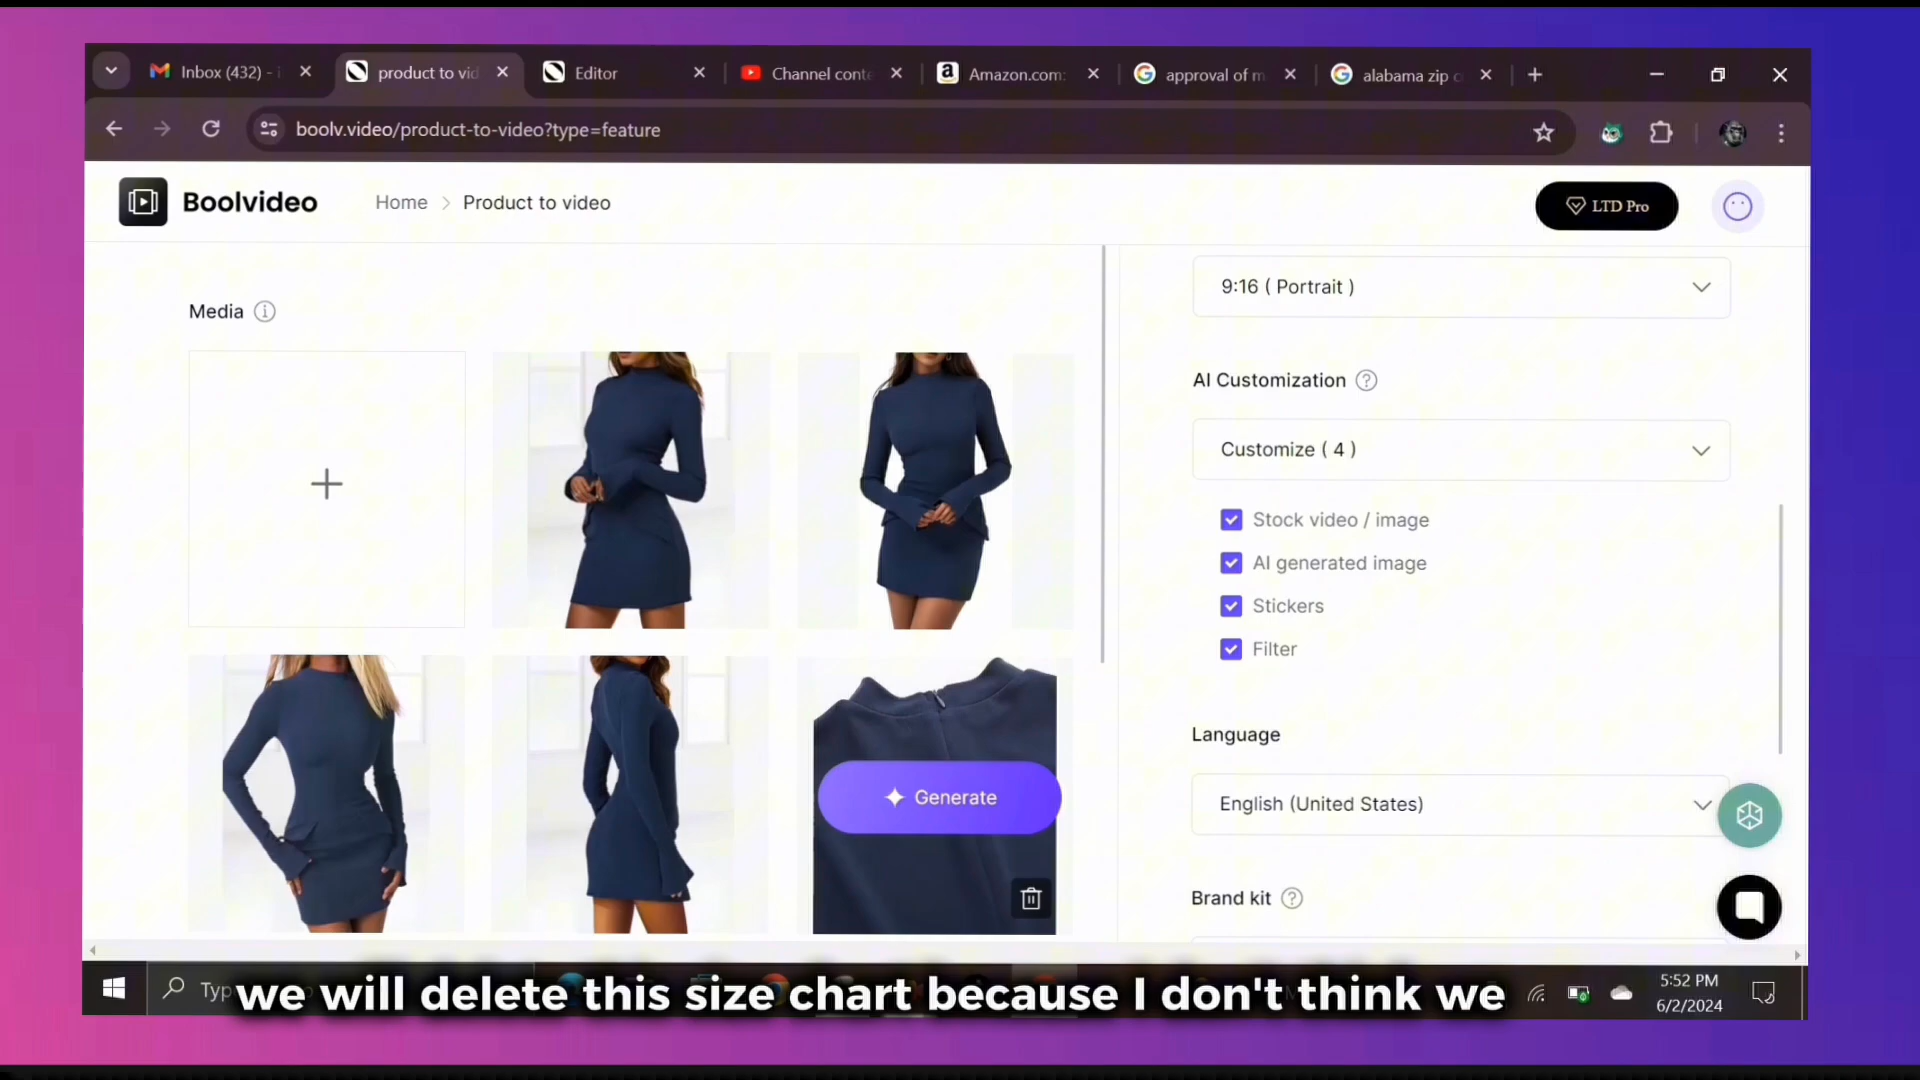 Inbox (432) -
product to vid
Editor
Channel conte
Amazon.com:
approval of m
alabama zip c
boolv.video/product-to-video?type=feature
Boolvideo
Home > Product to video
LTD Pro
Media
9:16 ( Portrait )
AI Customization
Customize ( 4 )
Stock video / image
AI generated image
Stickers
Filter
Language
Generate
English (United States)
Brand kit
we will delete this size chart because I don't think we
5:52 PM
6/2/2024